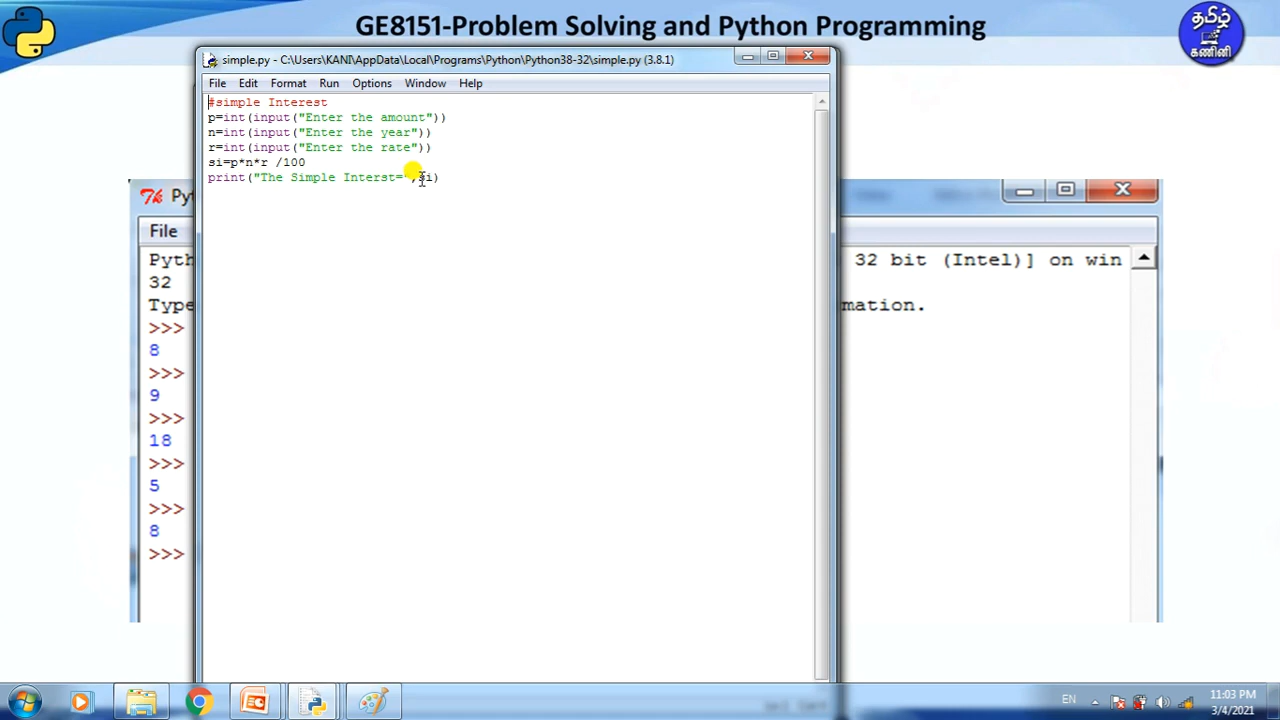 GE8151-Problem Solving and Python Programming
தமிழ்
கணினி
simple.py - C:\Users\KANI\AppData\Local\Programs\Python\Python38-32\simple.py (3.8.1)
File Edit Format Run Options Window Help
#simple Interest
p=int(input("Enter the amount"))
n=int(input("Enter the year"))
r=int(input("Enter the rate"))
si=p*n*r /100
print("The Simple Interst=",si)
File
32 bit (Intel)] on win
32
>>>
8
>>>
9
>>>
18
>>>
5
>>>
8
>>>
EN
11:03 PM
3/4/2021